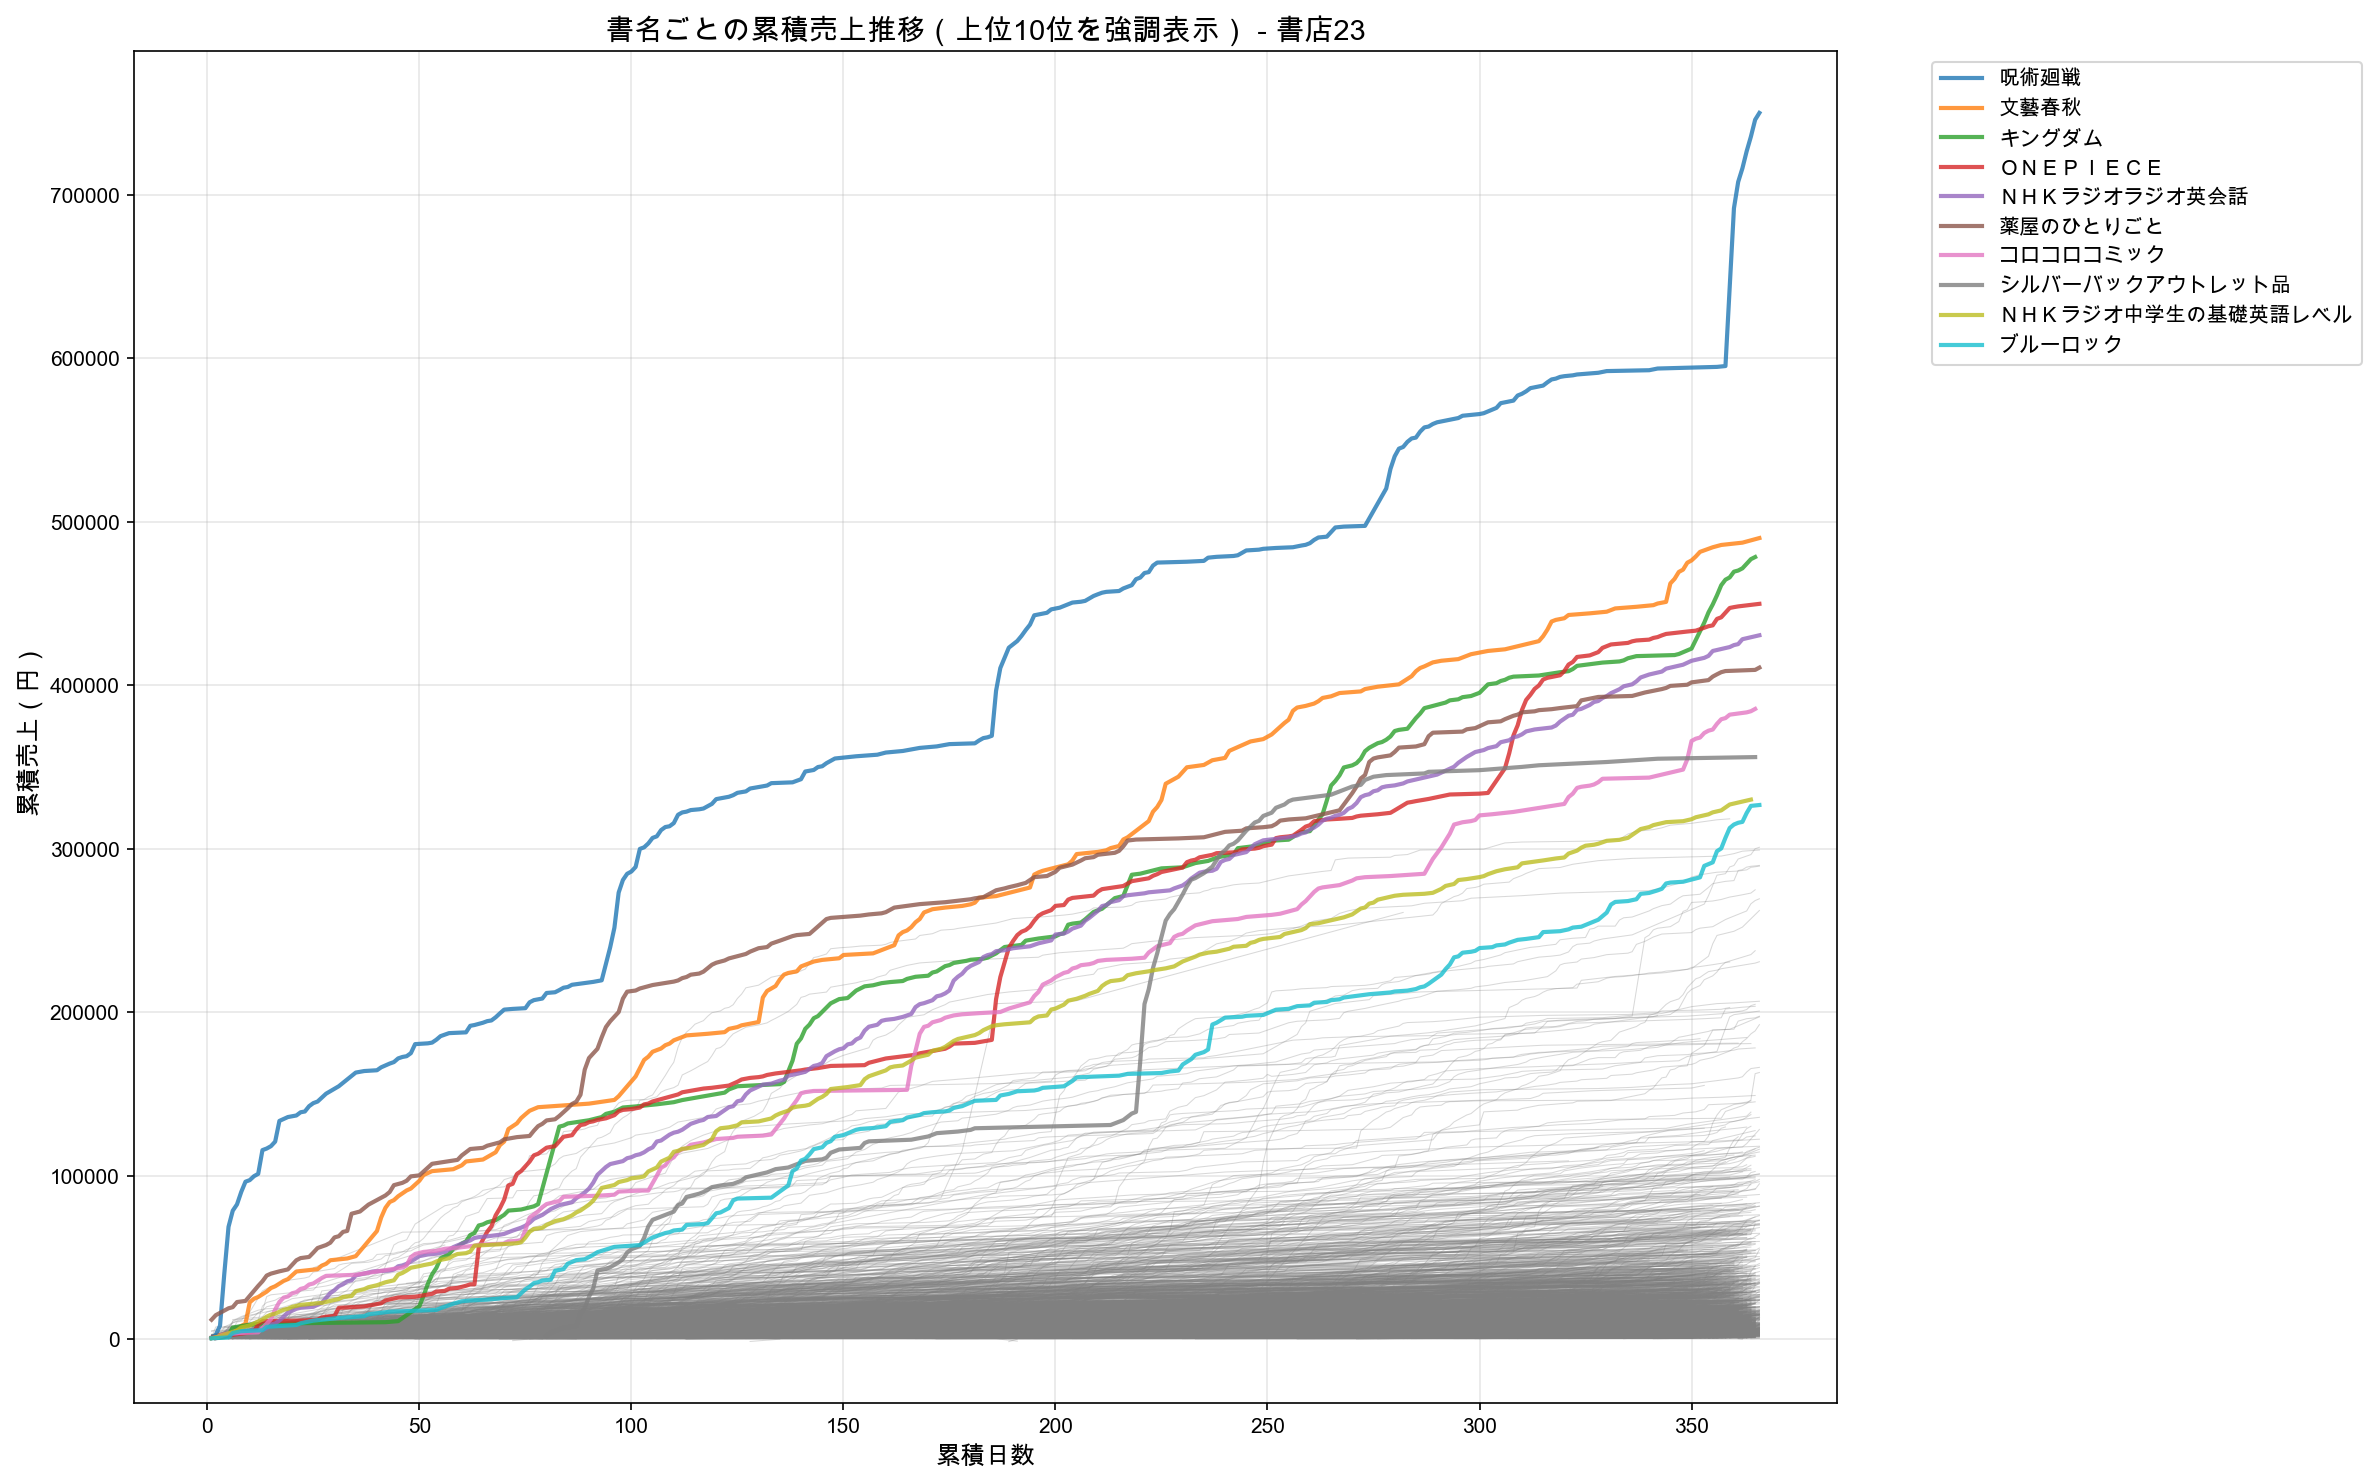 書名ごとの累積売上推移（上位10位を強調表示） - 書店23
呪術廻戦
文藝春秋
キングダム
ＯＮＥＰＩＥＣＥ
ＮＨＫラジオラジオ英会話
薬屋のひとりごと
コロコロコミック
シルバーバックアウトレット品
ＮＨＫラジオ中学生の基礎英語レベル
ブルーロック
累積売上（円）
700000
600000
500000
400000
300000
200000
100000
0
0 50 100 150 200 250 300 350
累積日数